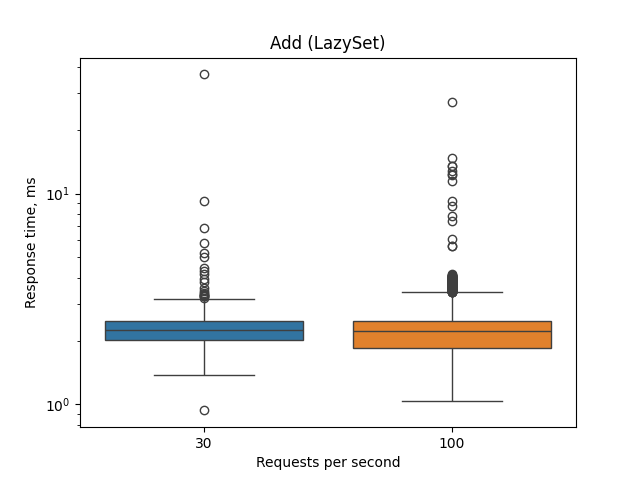 Add (LazySet)
Response time, ms
10¹
10⁰
30
100
Requests per second